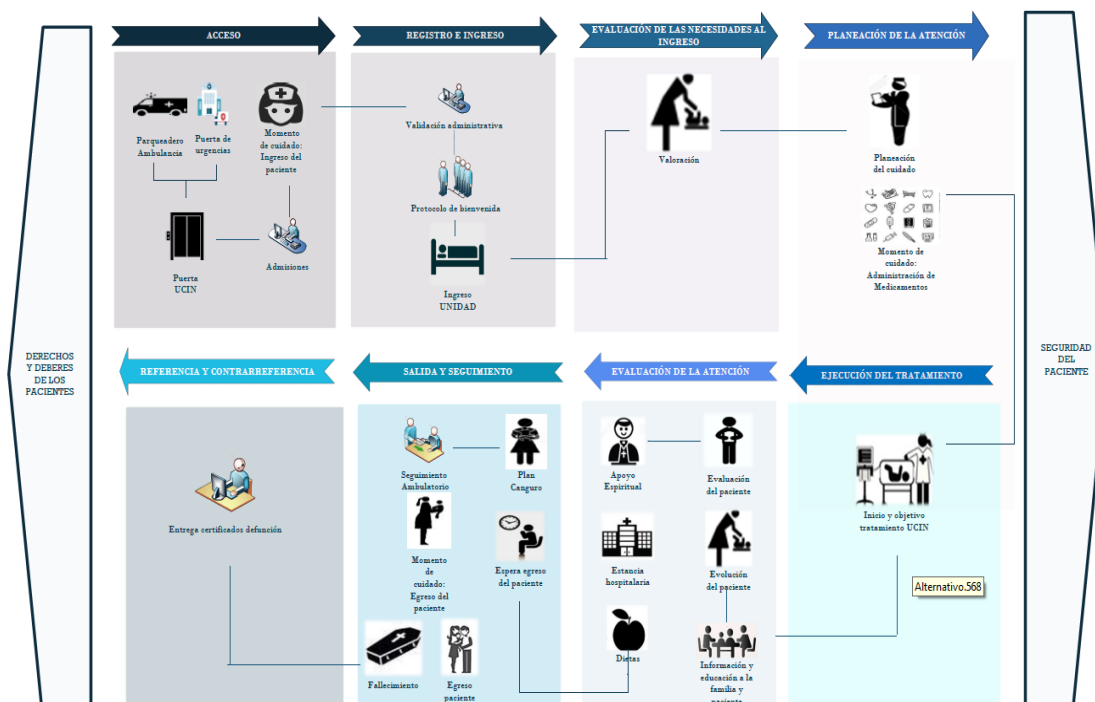 ACCESO
REGISTRO E INGRESO
EVALUACIÓN DE LAS NECESIDADES AL
INGRESO
PLANEACIÓN DE LA ATENCIÓN
Parqueadero
Ambulancia
Puerta de
urgencias
Momento
de cuidado:
Ingreso del
paciente
Puerta
UCIN
Admisiones
Validación administrativa
Protocolo de bienvenida
Ingreso
UNIDAD
Valoración
Planeación
del cuidado
Momento de
cuidado:
Administración de
Medicamentos
DERECHOS
Y DEBERES
DE LOS
PACIENTES
SEGURIDAD
DEL
PACIENTE
REFERENCIA Y CONTRARREFERENCIA
SALIDA Y SEGUIMIENTO
EVALUACIÓN DE LA ATENCIÓN
EJECUCIÓN DEL TRATAMIENTO
Entrega certificados defunción
Seguimiento
Ambulatorio
Plan
Canguro
Momento
de
cuidado:
Egreso del
paciente
Espera egreso
del paciente
Fallecimiento
Egreso
paciente
Apoyo
Espiritual
Evaluación
del paciente
Estancia
hospitalaria
Evolución
del paciente
Dietas
Información y
educación a la
familia y
paciente
Inicio y objetivo
tratamiento UCIN
Alternativo.568